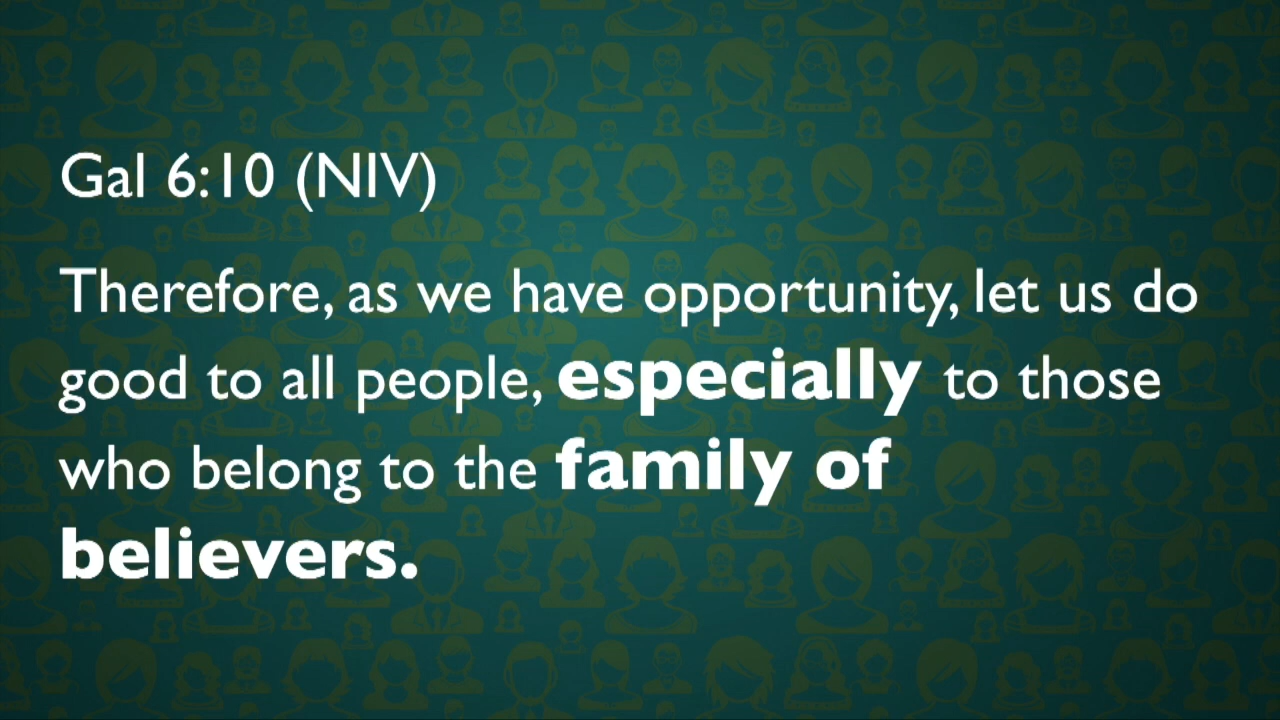 Gal 6:10 (NIV)
Therefore, as we have opportunity, let us do
good to all people, especially to those
who belong to the family of
believers.